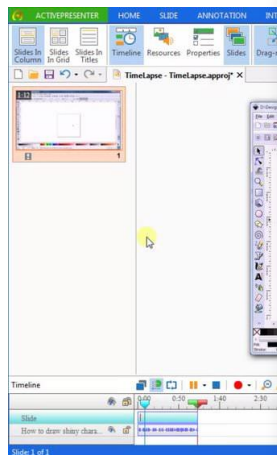 ACTIVEPRESENTER HOME SLIDE ANNOTATION
Slides In Column Slides In Grid Slides In Titles Timeline Resources Properties Slides
TimeLapse - TimeLapse.approj* X
1:32
1
Timeline
0:00 0:50 1:40 2:30
Slide
How to draw shiny chara...
Slide: 1 of 1